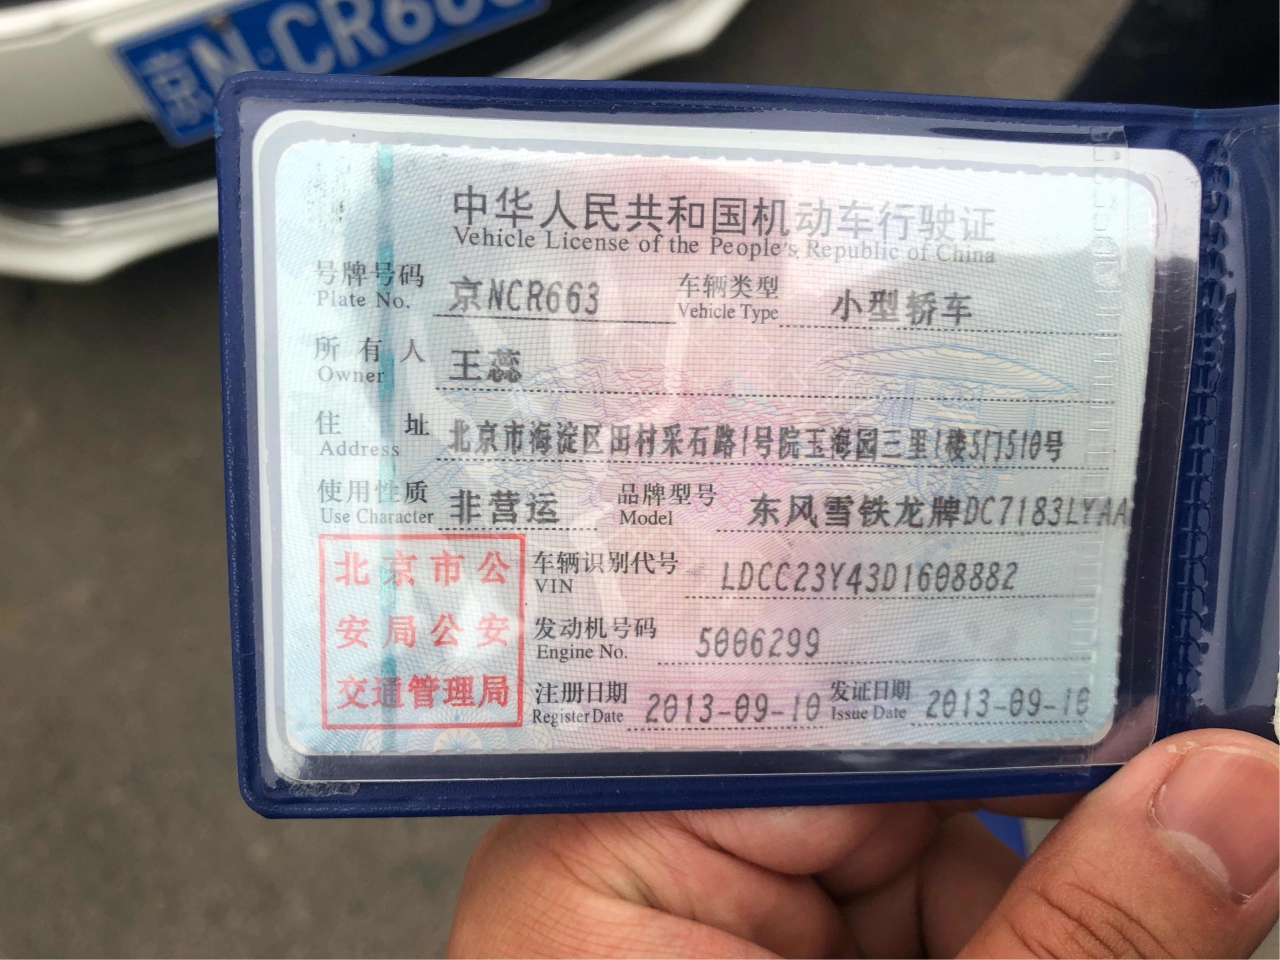 京N·CR66
中华人民共和国机动车行驶证
Vehicle License of the People's Republic of China
号牌号码 京NCR663 车辆类型 小型轿车
Plate No. Vehicle Type
所有人 王蕊
Owner
住址 北京市海淀区田村采石路1号院玉海园三里1楼5门510号
Address
使用性质 非营运 品牌型号 东风雪铁龙牌DC7183LYAA
Use Character Model
北京市公
安局公安
交通管理局
车辆识别代号 LDCC23Y43D1608882
VIN
发动机号码 5006299
Engine No.
注册日期 2013-09-10 发证日期 2013-09-10
Register Date Issue Date